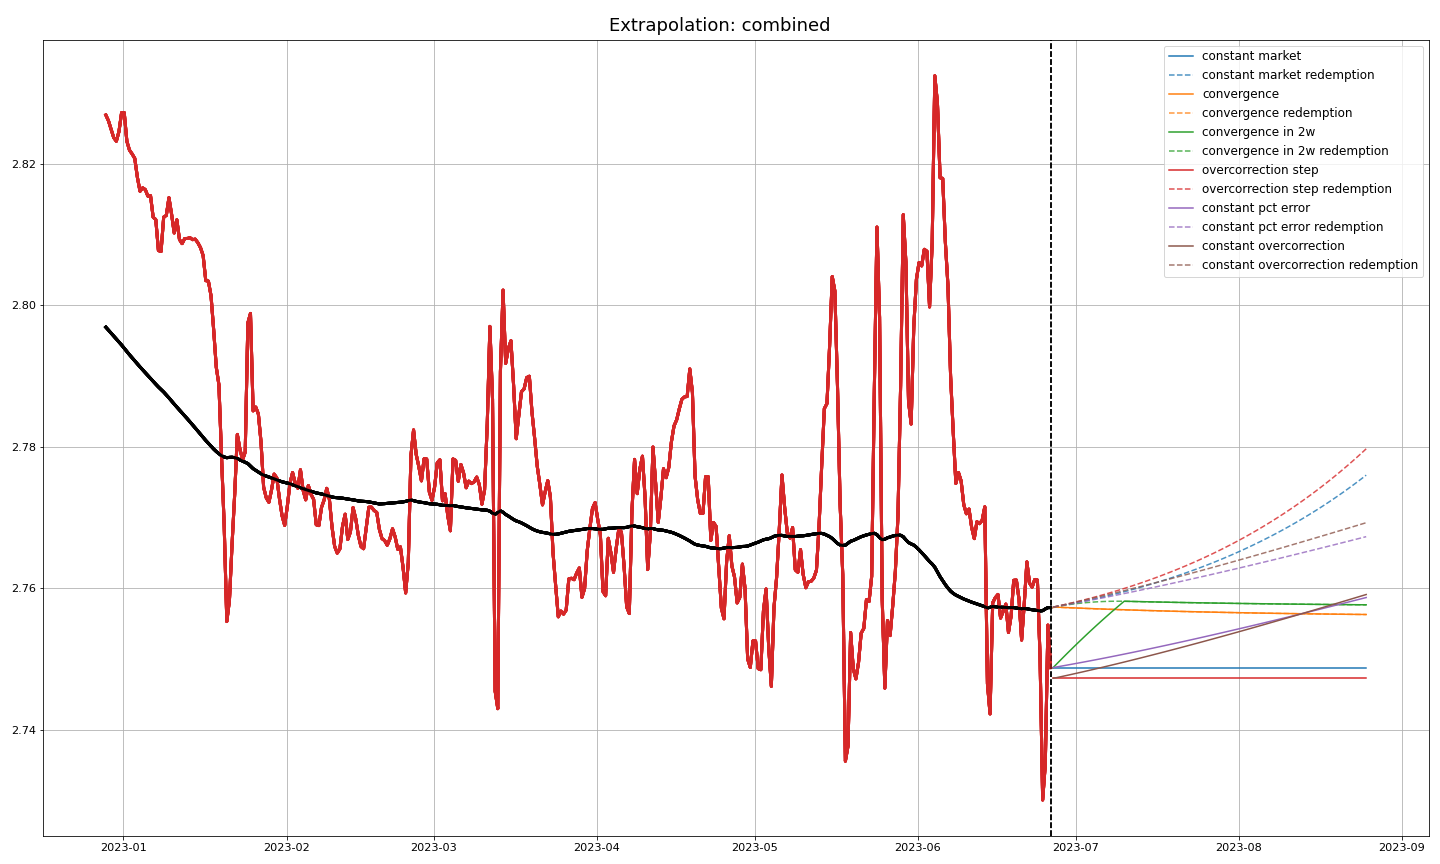 Extrapolation: combined
constant market
constant market redemption
convergence
convergence redemption
convergence in 2w
convergence in 2w redemption
overcorrection step
overcorrection step redemption
constant pct error
constant pct error redemption
constant overcorrection
constant overcorrection redemption
2.82
2.80
2.78
2.76
2.74
2023-01
2023-02
2023-03
2023-04
2023-05
2023-06
2023-07
2023-08
2023-09